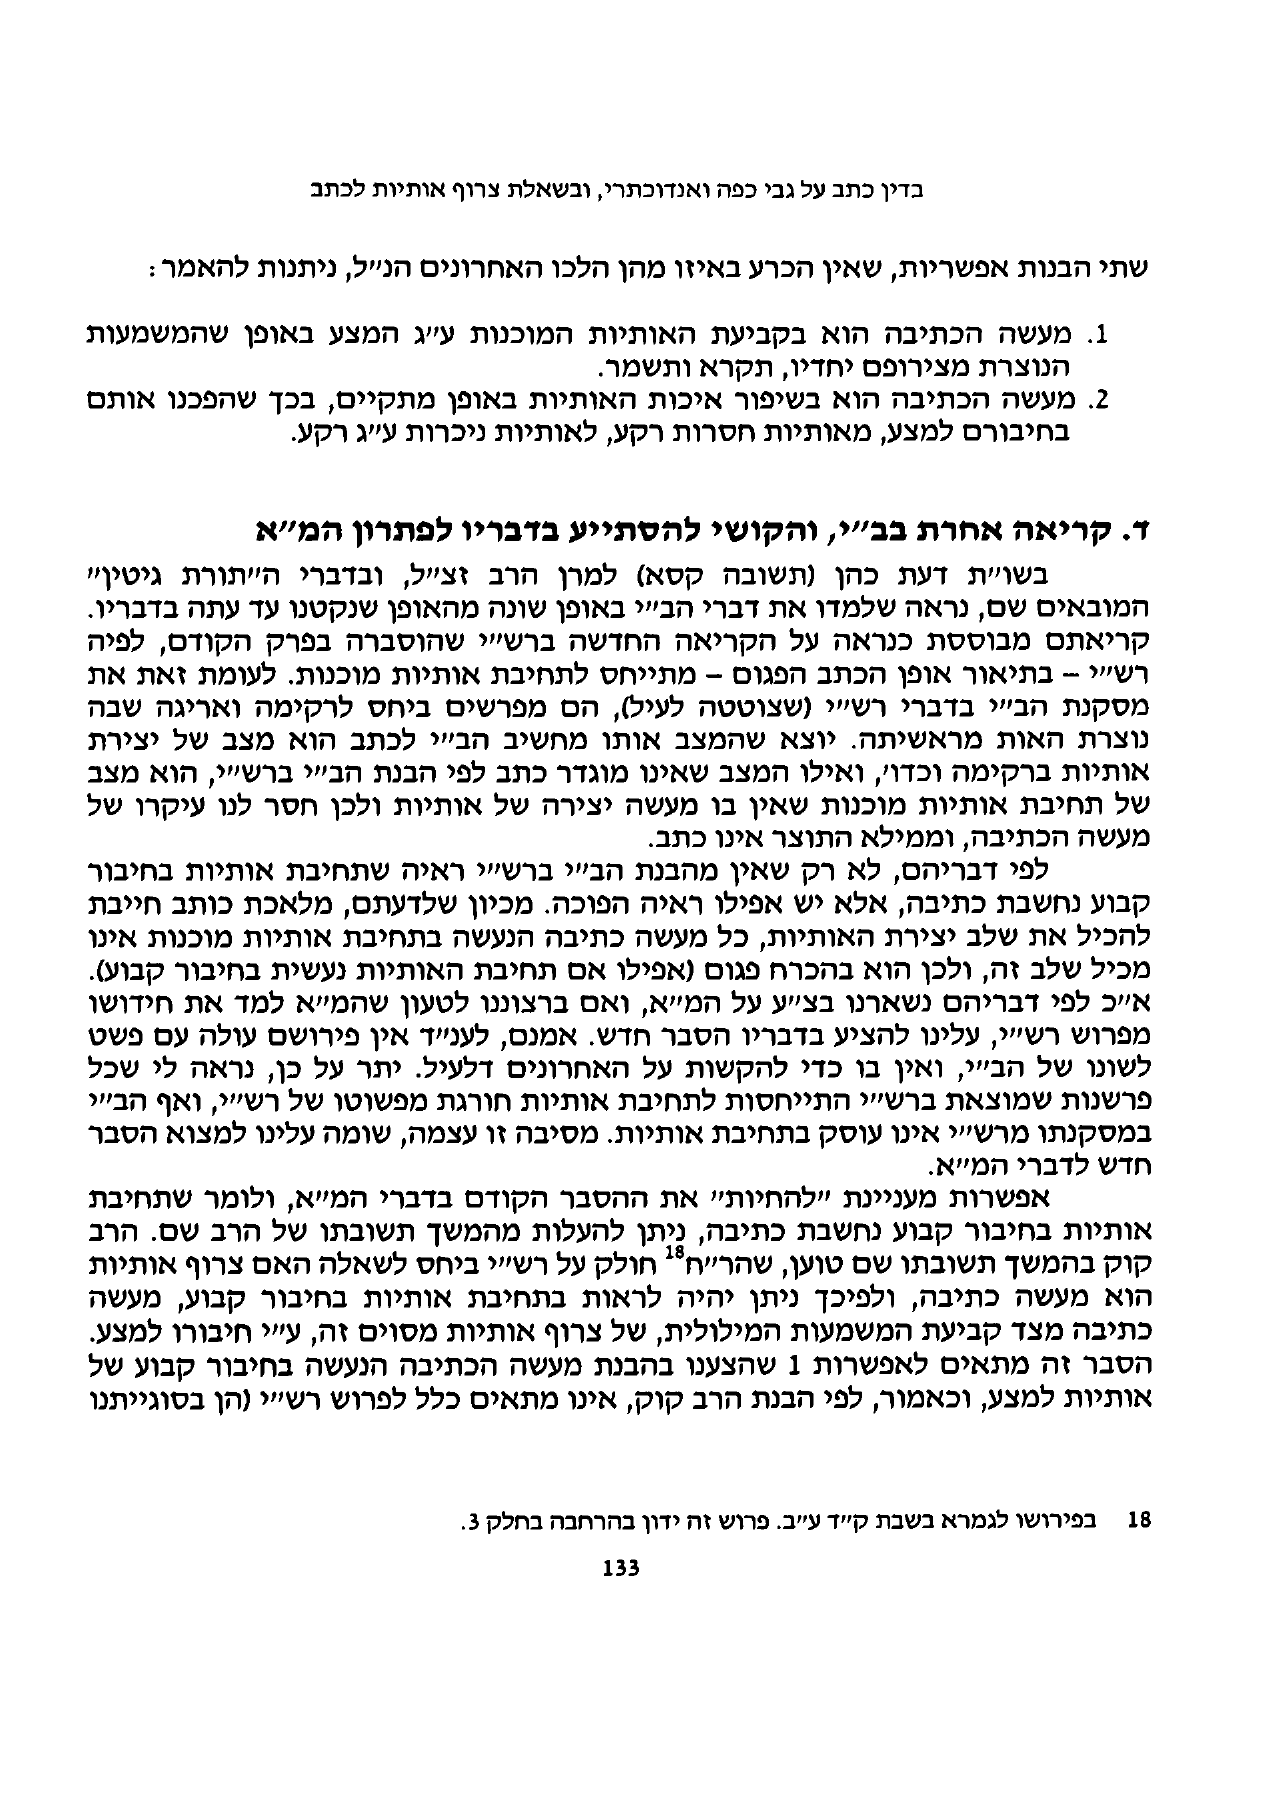 בדין כתב על גבי כפה ואנדוכתרי, ובשאלת צרוף אותיות לכתב
שתי הבנות אפשריות, שאין הכרע באיזו מהן הלכו האחרונים הנ״ל, ניתנות להאמר:
1. מעשה הכתיבה הוא בקביעת האותיות המוכנות ע״ג המצע באופן שהמשמעות
הנוצרת מצירופם יחדיו, תקרא ותשמר.
2. מעשה הכתיבה הוא בשיפור איכות האותיות באופן מתקיים, בכך שהפכנו אותם
בחיבורם למצע, מאותיות חסרות רקע, לאותיות ניכרות ע״ג רקע.
ד. קריאה אחרת בב״י, והקושי להסתייע בדבריו לפתרון המ״א
בשו״ת דעת כהן (תשובה קסא) למרן הרב זצ״ל, ובדברי ה״תורת גיטין״
המובאים שם, נראה שלמדו את דברי הב״י באופן שונה מהאופן שנקטנו עד עתה בדבריו.
קריאתם מבוססת כנראה על הקריאה החדשה ברש״י שהוסברה בפרק הקודם, לפיה
רש״י – בתיאור אופן הכתב הפגום – מתייחס לתחיבת אותיות מוכנות. לעומת זאת את
מסקנת הב״י בדברי רש״י (שצוטטה לעיל), הם מפרשים ביחס לרקימה ואריגה שבה
נוצרת האות מראשיתה. יוצא שהמצב אותו מחשיב הב״י לכתב הוא מצב של יצירת
אותיות ברקימה וכדו׳, ואילו המצב שאינו מוגדר כתב לפי הבנת הב״י ברש״י, הוא מצב
של תחיבת אותיות מוכנות שאין בו מעשה יצירה של אותיות ולכן חסר לנו עיקרו של
מעשה הכתיבה, וממילא התוצר אינו כתב.
לפי דבריהם, לא רק שאין מהבנת הב״י ברש״י ראיה שתחיבת אותיות בחיבור
קבוע נחשבת כתיבה, אלא יש אפילו ראיה הפוכה. מכיון שלדעתם, מלאכת כותב חייבת
להכיל את שלב יצירת האותיות, כל מעשה כתיבה הנעשה בתחיבת אותיות מוכנות אינו
מכיל שלב זה, ולכן הוא בהכרח פגום (אפילו אם תחיבת האותיות נעשית בחיבור קבוע).
א״כ לפי דבריהם נשארנו בצ״ע על המ״א, ואם ברצוננו לטעון שהמ״א למד את חידושו
מפרוש רש״י, עלינו להציע בדבריו הסבר חדש. אמנם, לענ״ד אין פירושם עולה עם פשט
לשונו של הב״י, ואין בו כדי להקשות על האחרונים דלעיל. יתר על כן, נראה לי שכל
פרשנות שמוצאת ברש״י התייחסות לתחיבת אותיות חורגת מפשוטו של רש״י, ואף הב״י
במסקנתו מרש״י אינו עוסק בתחיבת אותיות. מסיבה זו עצמה, שומה עלינו למצוא הסבר
חדש לדברי המ״א.
אפשרות מעניינת ״להחיות״ את ההסבר הקודם בדברי המ״א, ולומר שתחיבת
אותיות בחיבור קבוע נחשבת כתיבה, ניתן להעלות מהמשך תשובתו של הרב שם. הרב
קוק בהמשך תשובתו שם טוען, שהר״ח18 חולק על רש״י ביחס לשאלה האם צרוף אותיות
הוא מעשה כתיבה, ולפיכך ניתן יהיה לראות בתחיבת אותיות בחיבור קבוע, מעשה
כתיבה מצד קביעת המשמעות המילולית, של צרוף אותיות מסוים זה, ע״י חיבורו למצע.
הסבר זה מתאים לאפשרות 1 שהצענו בהבנת מעשה הכתיבה הנעשה בחיבור קבוע של
אותיות למצע, וכאמור, לפי הבנת הרב קוק, אינו מתאים כלל לפרוש רש״י (הן בסוגייתנו
18 בפירושו לגמרא בשבת ק״ד ע״ב. פרוש זה ידון בהרחבה בחלק 3.
133